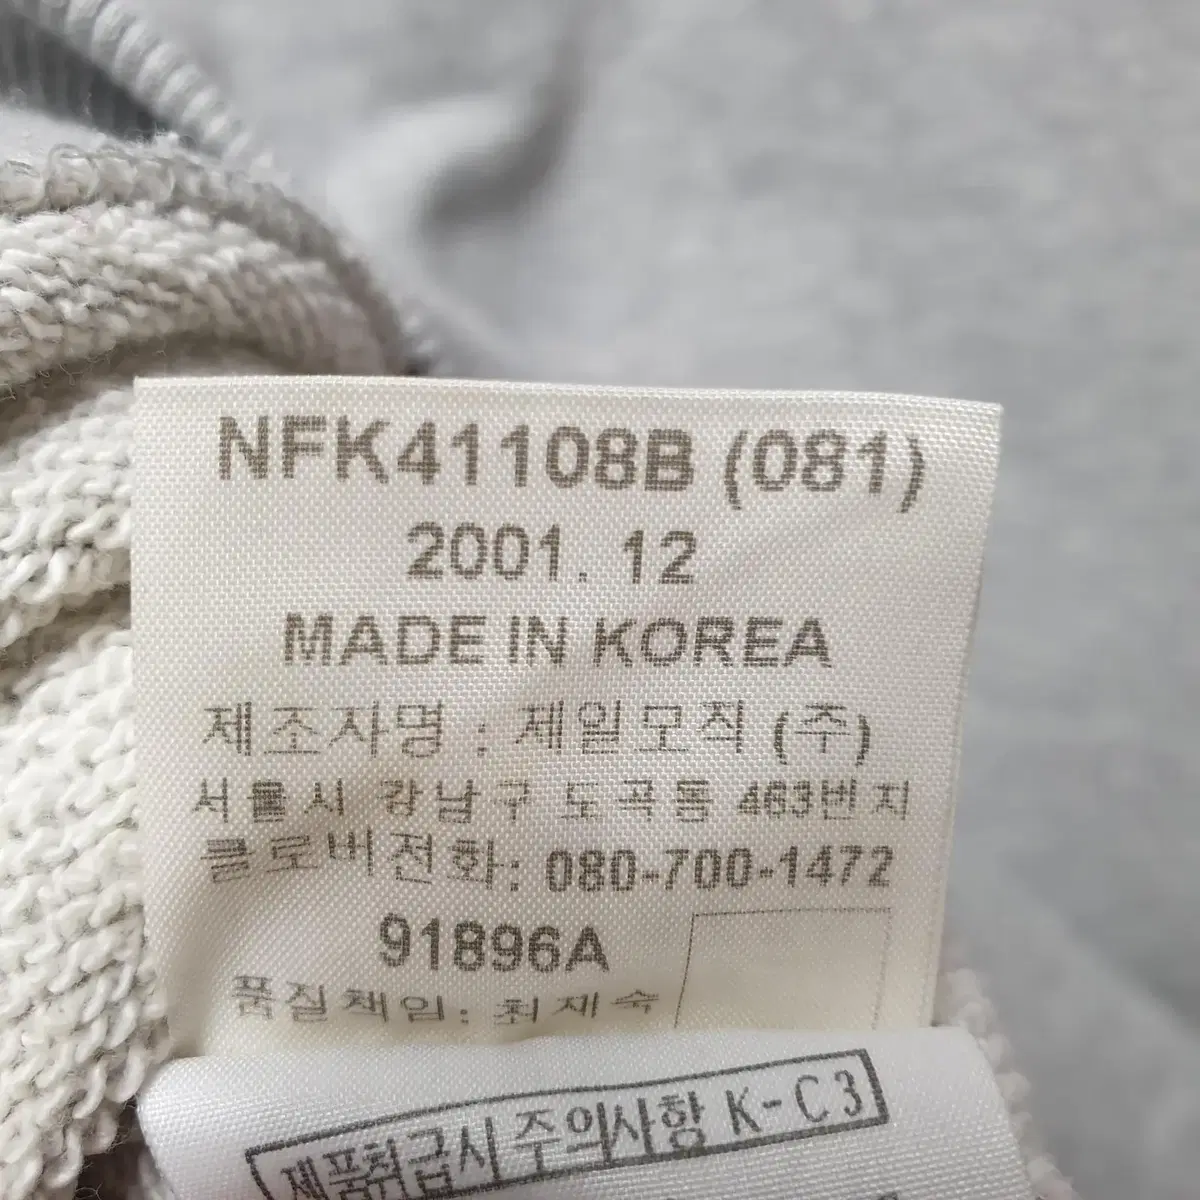 NFK41108B (081)
2001. 12
MADE IN KOREA
제조자명 : 제일모직 (주)
서울시 강남구 도곡동 463번지
클로버전화: 080-700-1472
91896A
품질책임: 최재숙
제품취급시 주의사항 K-C3